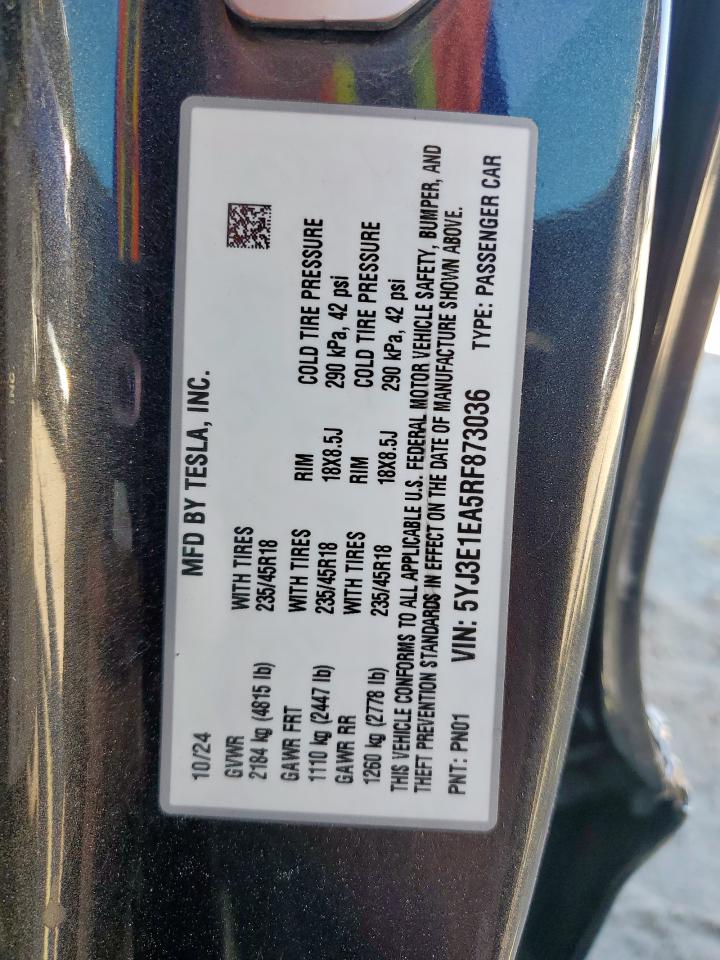 MFD BY TESLA, INC.
10/24
GVWR WITH TIRES
2184 kg (4815 lb) 235/45R18
GAWR FRT WITH TIRES RIM COLD TIRE PRESSURE
1110 kg (2447 lb) 235/45R18 18X8.5J 290 kPa, 42 psi
GAWR RR WITH TIRES RIM COLD TIRE PRESSURE
1260 kg (2778 lb) 235/45R18 18X8.5J 290 kPa, 42 psi
THIS VEHICLE CONFORMS TO ALL APPLICABLE U.S. FEDERAL MOTOR VEHICLE SAFETY, BUMPER, AND
THEFT PREVENTION STANDARDS IN EFFECT ON THE DATE OF MANUFACTURE SHOWN ABOVE.
PNT: PN01 VIN: 5YJ3E1EA5RF873036 TYPE: PASSENGER CAR